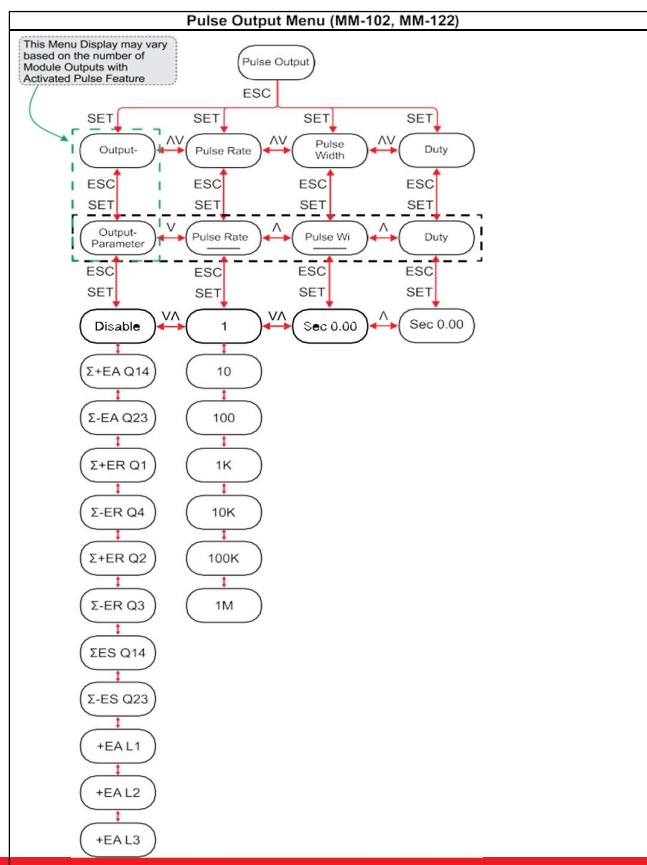 Pulse Output Menu (MM-102, MM-122)
This Menu Display may vary
based on the number of
Module Outputs with
Activated Pulse Feature
Pulse Output
ESC
SET SET SET SET
Output- ΛV Pulse Rate ΛV Pulse
Width ΛV Duty
ESC ESC ESC ESC
SET SET SET SET
Output-
Parameter V Pulse Rate Λ Pulse Wi Λ Duty
ESC ESC ESC ESC
SET SET SET SET
Disable VΛ 1 VΛ Sec 0.00 Λ Sec 0.00
Σ+EA Q14 10
Σ-EA Q23 100
Σ+ER Q1 1K
Σ-ER Q4 10K
Σ+ER Q2 100K
Σ-ER Q3 1M
ΣES Q14
Σ-ES Q23
+EA L1
+EA L2
+EA L3